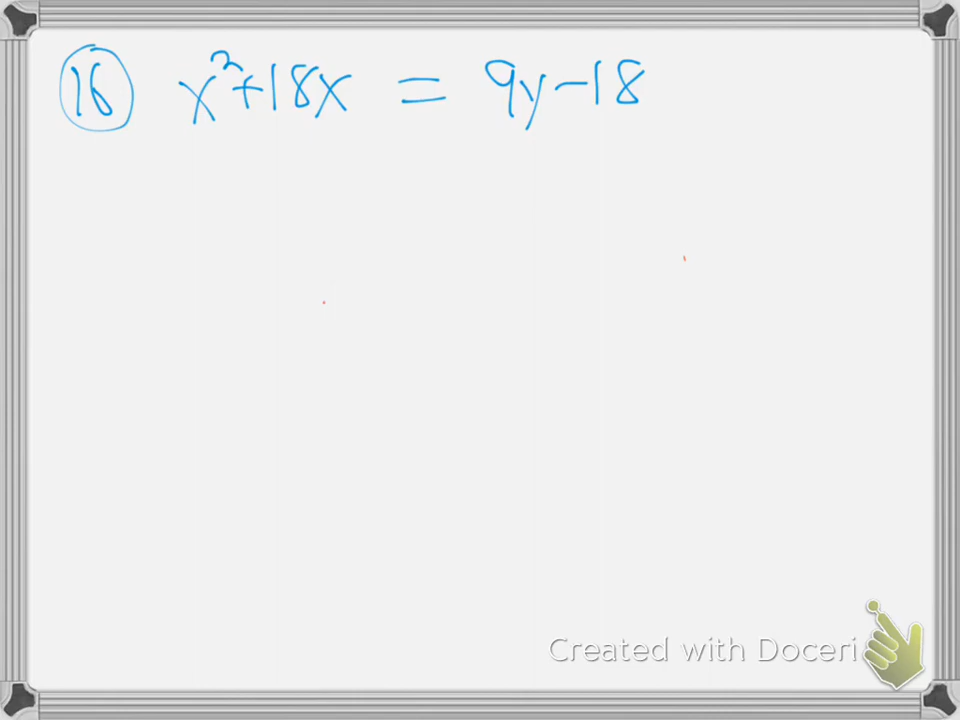 16 x²+18x = 9y-18
Created with Doceri